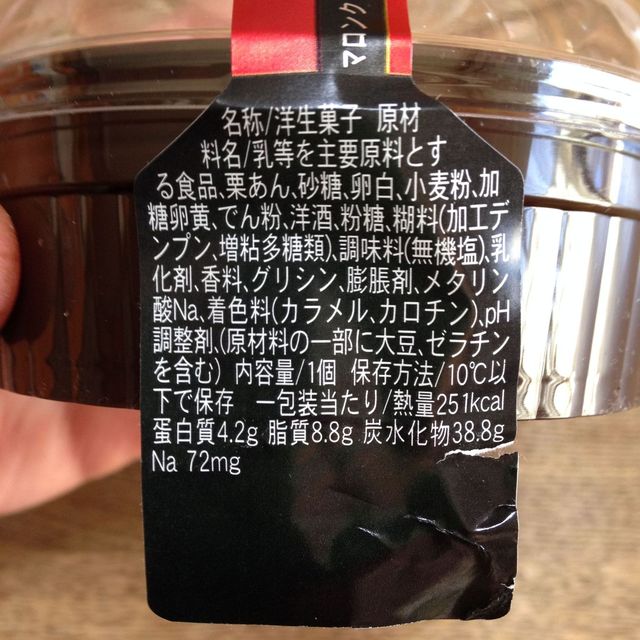 マロング
名称/洋生菓子 原材
料名/乳等を主要原料とす
る食品、栗あん、砂糖、卵白、小麦粉、加
糖卵黄、でん粉、洋酒、粉糖、糊料(加工デ
ンプン、増粘多糖類)、調味料(無機塩)、乳
化剤、香料、グリシン、膨脹剤、メタリン
酸Na、着色料(カラメル、カロチン)、pH
調整剤、(原材料の一部に大豆、ゼラチン
を含む) 内容量/1個 保存方法/10℃以
下で保存 一包装当たり/熱量251kcal
蛋白質4.2g 脂質8.8g 炭水化物38.8g
Na 72mg